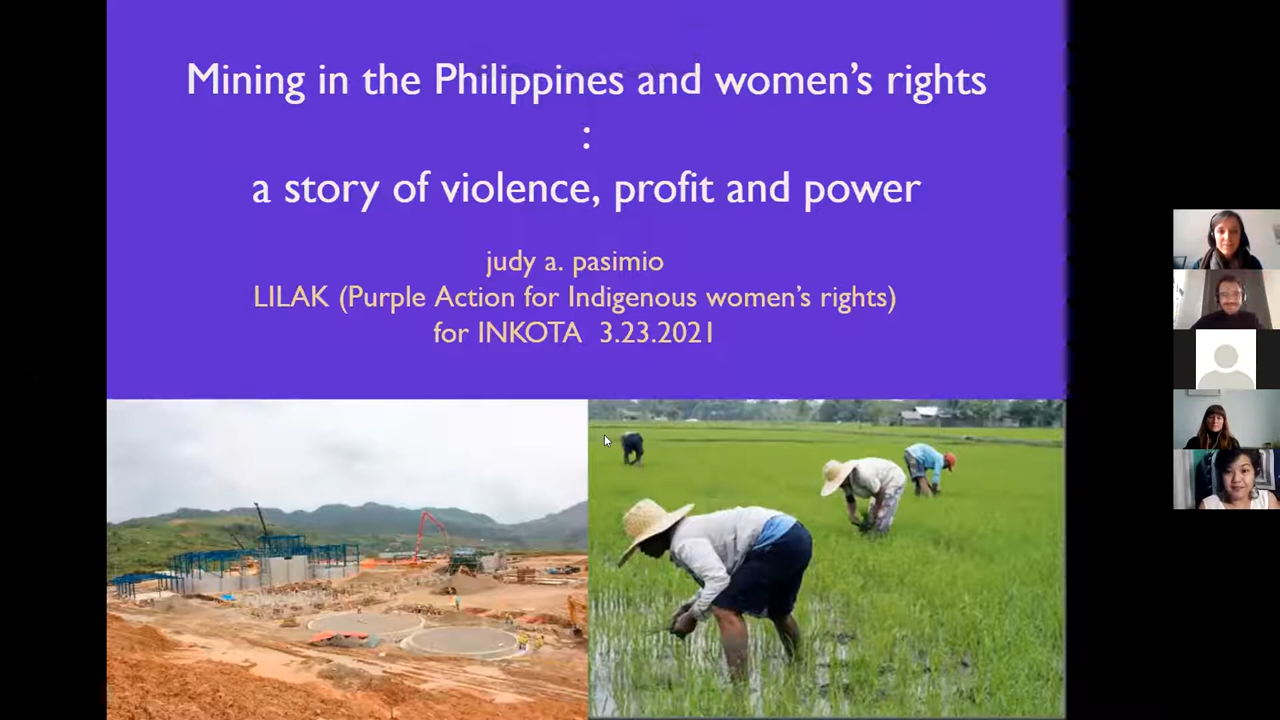 Mining in the Philippines and women's rights
:
a story of violence, profit and power
judy a. pasimio
LILAK (Purple Action for Indigenous women's rights)
for INKOTA 3.23.2021